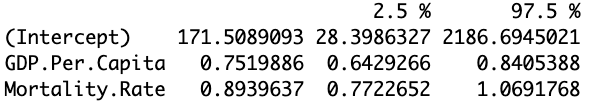 2.5 % 97.5 %
(Intercept) 171.5089093 28.3986327 2186.6945021
GDP.Per.Capita 0.7519886 0.6429266 0.8405388
Mortality.Rate 0.8939637 0.7722652 1.0691768